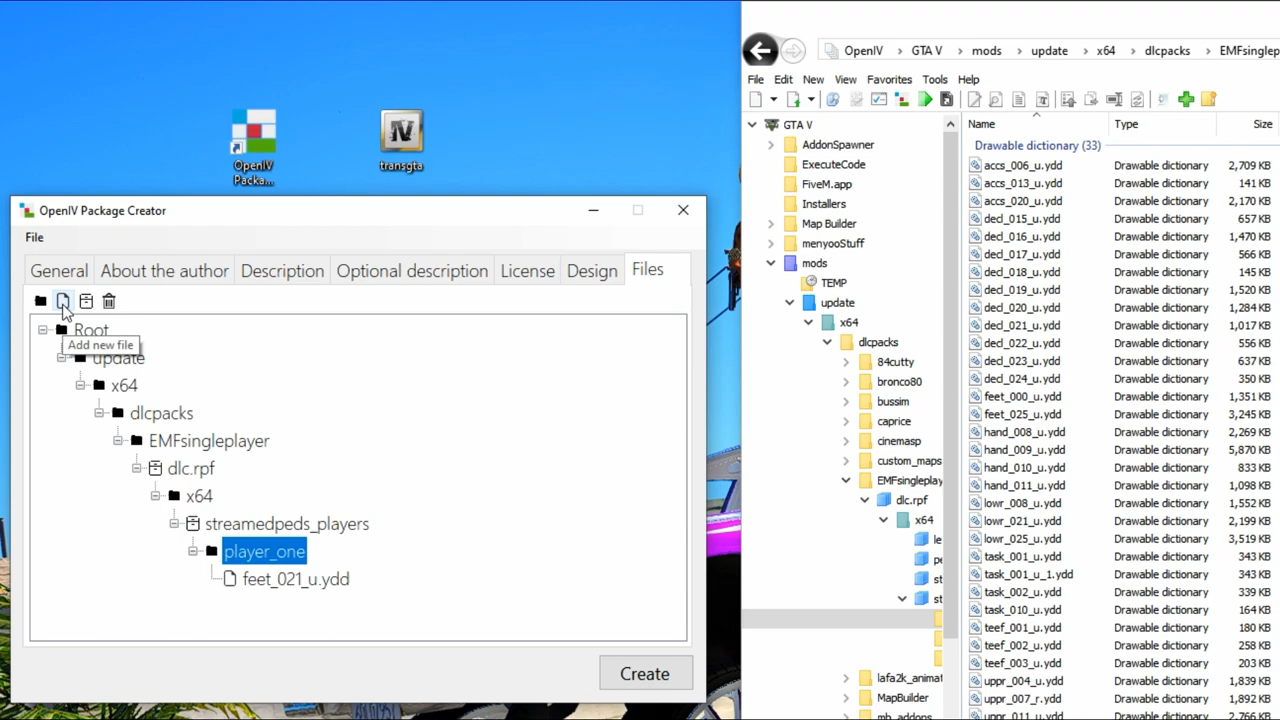 OpenIV
Packa...
transgta
OpenIV Package Creator
File
General
About the author
Description
Optional description
License
Design
Files
Root
Add new file
update
x64
dlcpacks
EMFsingleplayer
dlc.rpf
x64
streamedpeds_players
player_one
feet_021_u.ydd
Create
OpenIV > GTA V > mods > update > x64 > dlcpacks > EMFsinglep
File Edit New View Favorites Tools Help
GTA V
AddonSpawner
ExecuteCode
FiveM.app
Installers
Map Builder
menyooStuff
mods
TEMP
update
x64
dlcpacks
84cutty
bronco80
bussim
caprice
cinemasp
custom_maps
EMFsingleplay
dlc.rpf
x64
le
pe
st
st
lafa2k_animat
MapBuilder
mb_addons
Name Type Size
Drawable dictionary (33)
accs_006_u.ydd Drawable dictionary 2,709 KB
accs_013_u.ydd Drawable dictionary 141 KB
accs_020_u.ydd Drawable dictionary 2,170 KB
decl_015_u.ydd Drawable dictionary 657 KB
decl_016_u.ydd Drawable dictionary 1,470 KB
decl_017_u.ydd Drawable dictionary 566 KB
decl_018_u.ydd Drawable dictionary 145 KB
decl_019_u.ydd Drawable dictionary 1,520 KB
decl_020_u.ydd Drawable dictionary 1,284 KB
decl_021_u.ydd Drawable dictionary 1,017 KB
decl_022_u.ydd Drawable dictionary 556 KB
decl_023_u.ydd Drawable dictionary 637 KB
decl_024_u.ydd Drawable dictionary 350 KB
feet_000_u.ydd Drawable dictionary 1,351 KB
feet_025_u.ydd Drawable dictionary 3,245 KB
hand_008_u.ydd Drawable dictionary 2,269 KB
hand_009_u.ydd Drawable dictionary 5,870 KB
hand_010_u.ydd Drawable dictionary 833 KB
hand_011_u.ydd Drawable dictionary 1,098 KB
lowr_008_u.ydd Drawable dictionary 1,552 KB
lowr_021_u.ydd Drawable dictionary 2,199 KB
lowr_025_u.ydd Drawable dictionary 3,519 KB
task_001_u.ydd Drawable dictionary 343 KB
task_001_u_1.ydd Drawable dictionary 343 KB
task_002_u.ydd Drawable dictionary 339 KB
task_010_u.ydd Drawable dictionary 164 KB
teef_001_u.ydd Drawable dictionary 180 KB
teef_002_u.ydd Drawable dictionary 258 KB
teef_003_u.ydd Drawable dictionary 203 KB
uppr_004_u.ydd Drawable dictionary 1,839 KB
uppr_007_r.ydd Drawable dictionary 1,892 KB
uppr_011_u.ydd Drawable dictionary 2,766 KB